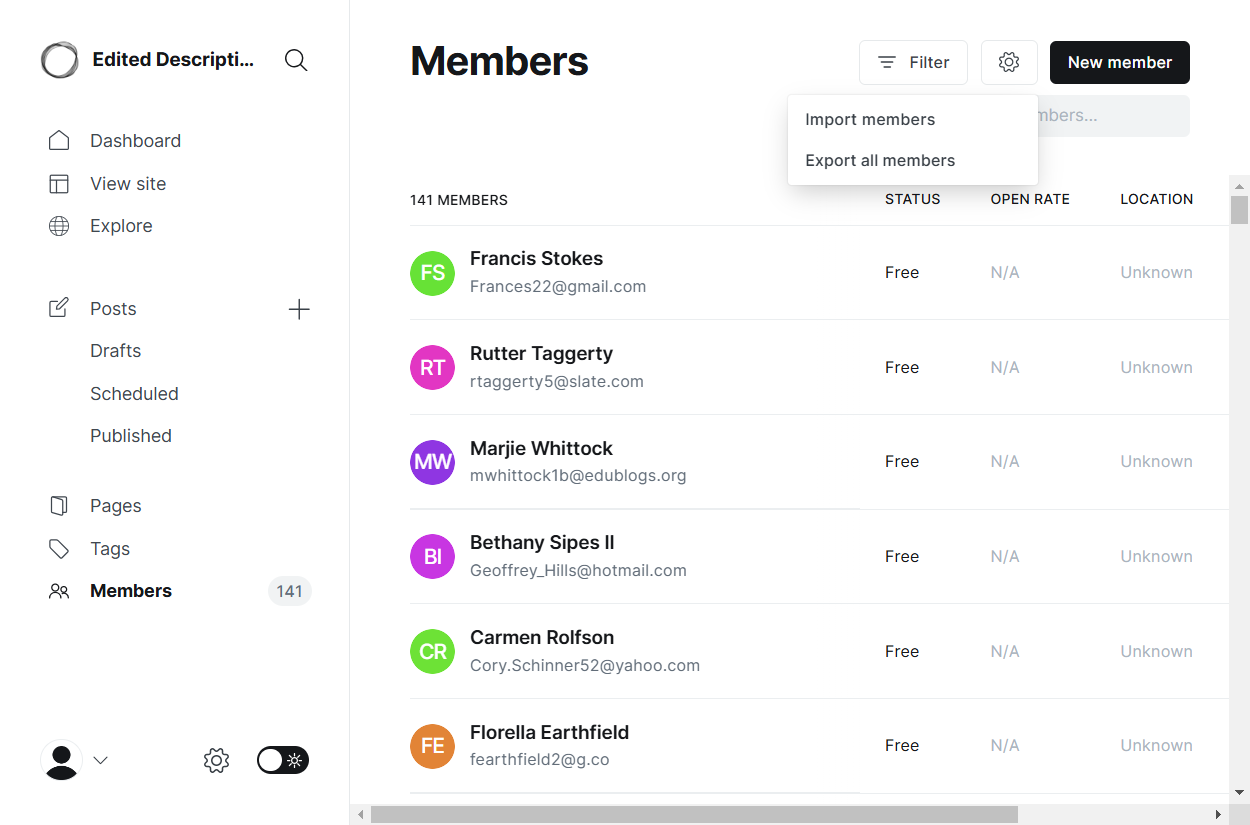 Edited Descripti...
Dashboard
View site
Explore
Posts
Drafts
Scheduled
Published
Pages
Tags
Members
141
Members
Filter
New member
mbers...
Import members
Export all members
141 MEMBERS STATUS OPEN RATE LOCATION
FS Francis Stokes Free N/A Unknown
Frances22@gmail.com
RT Rutter Taggerty Free N/A Unknown
rtaggerty5@slate.com
MW Marjie Whittock Free N/A Unknown
mwhittock1b@edublogs.org
BI Bethany Sipes II Free N/A Unknown
Geoffrey_Hills@hotmail.com
CR Carmen Rolfson Free N/A Unknown
Cory.Schinner52@yahoo.com
FE Florella Earthfield Free N/A Unknown
fearthfield2@g.co